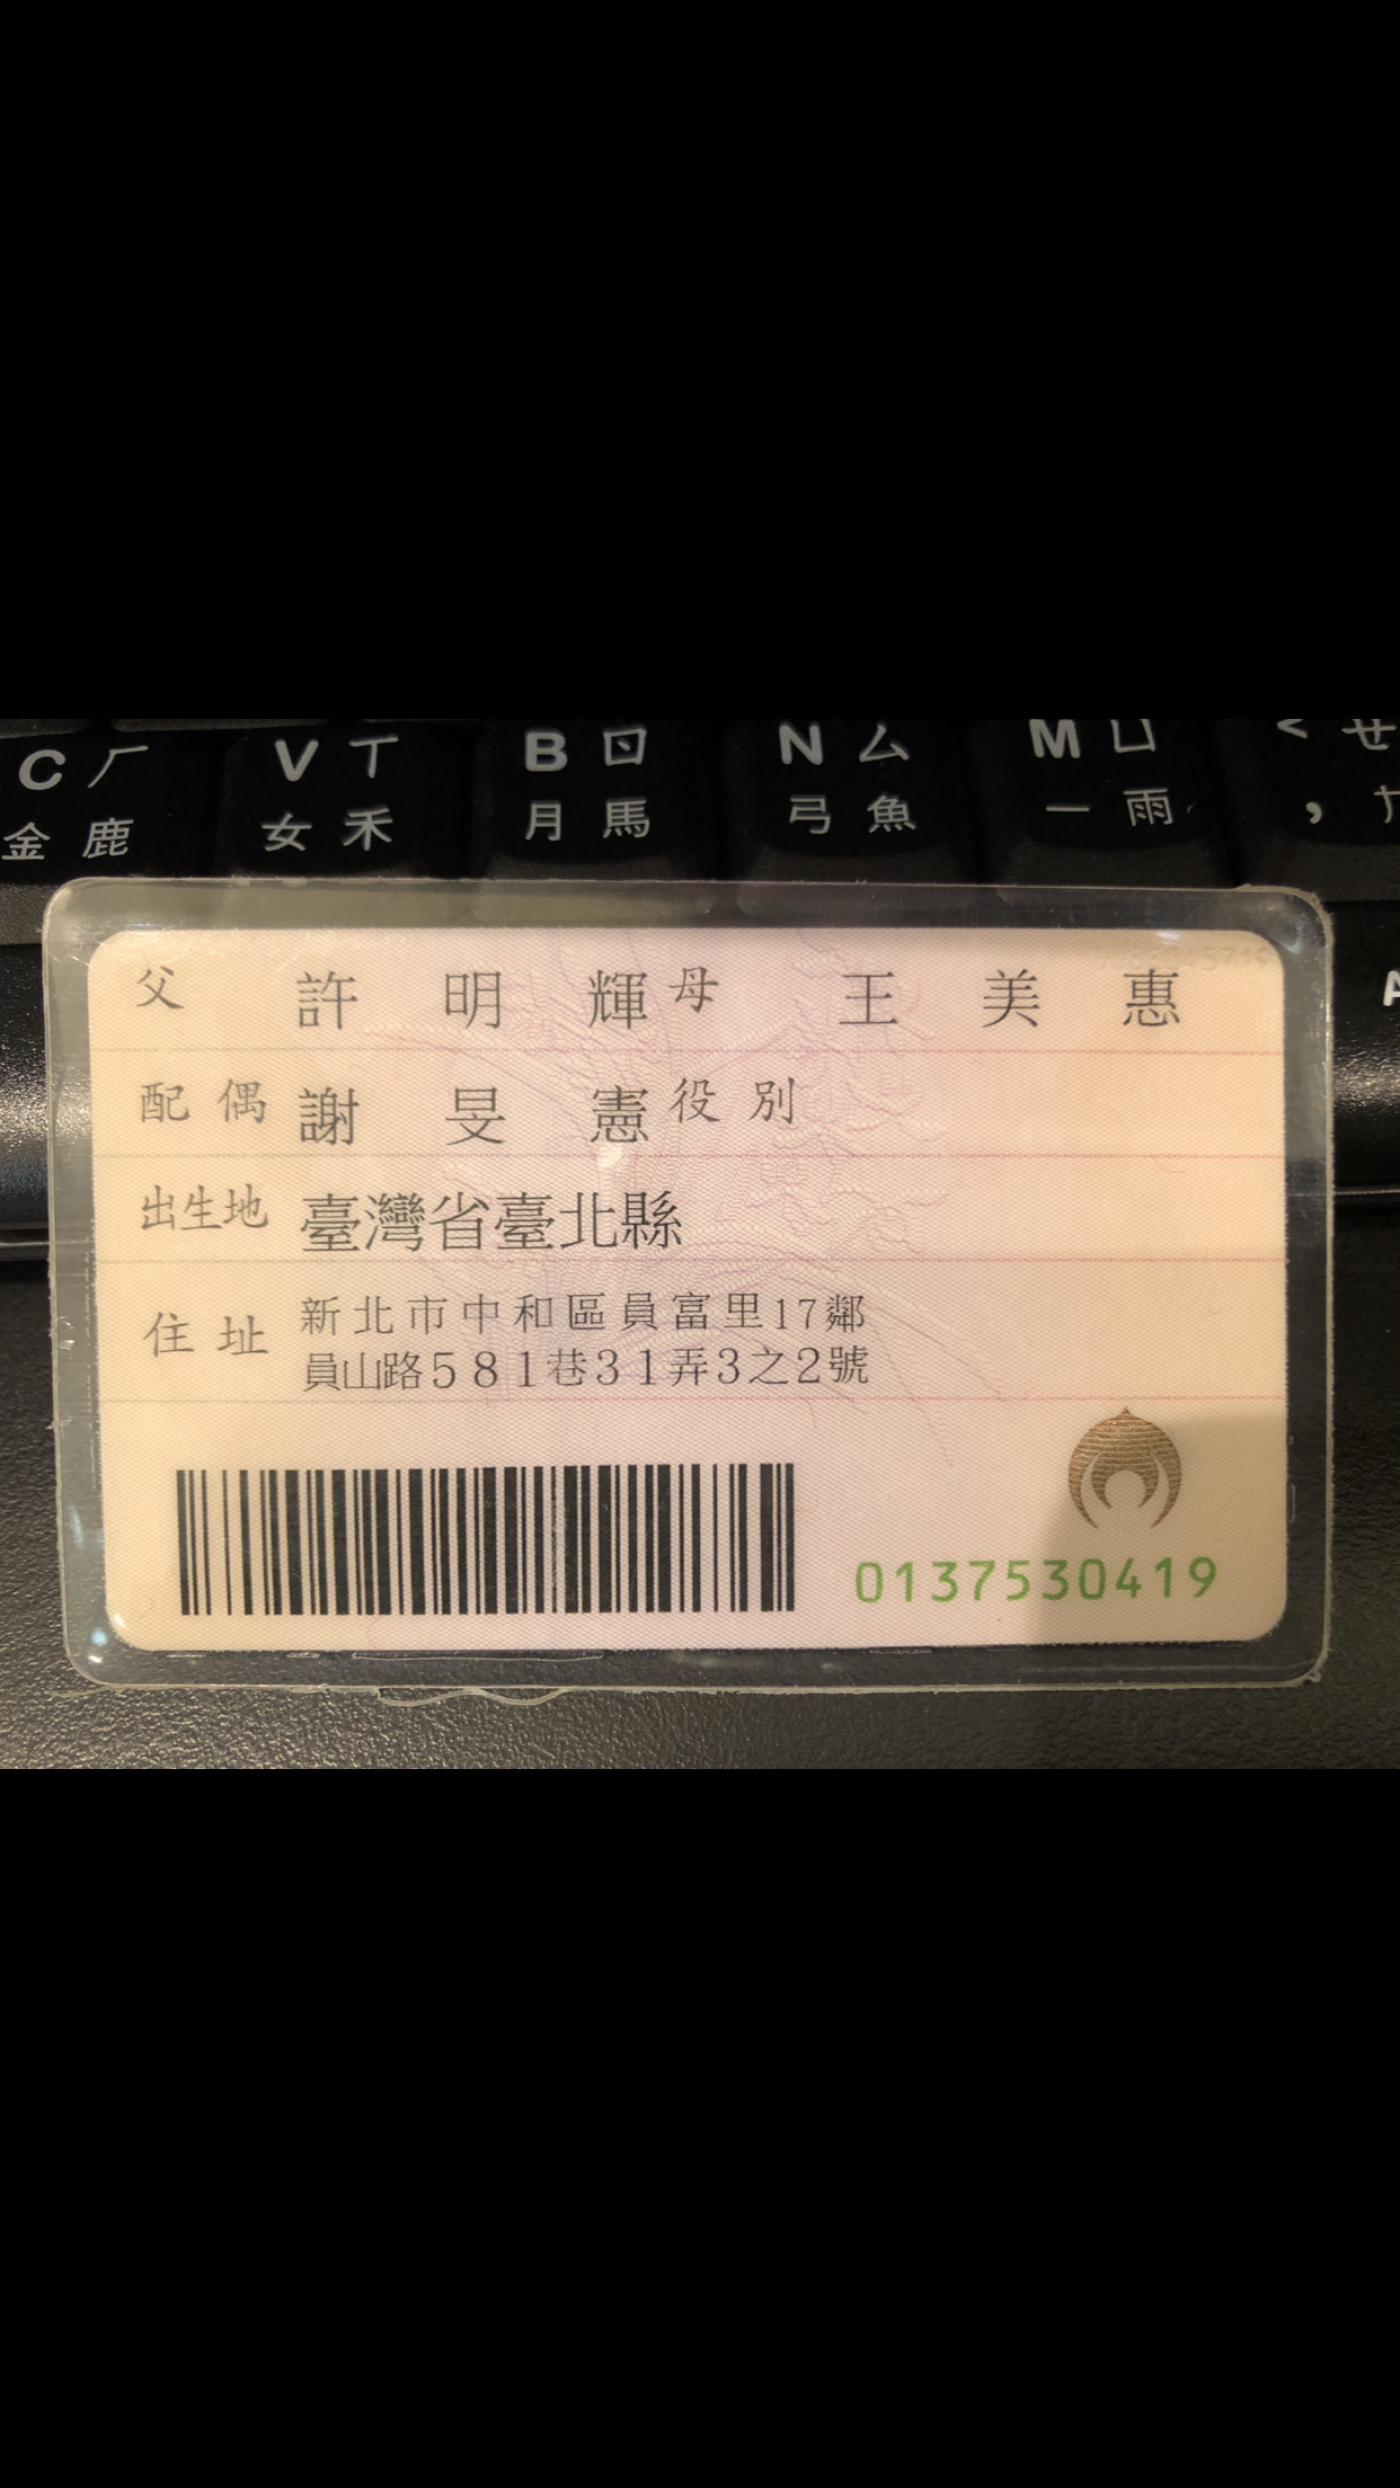 C ㄏ V ㄒ B ㄖ N ㄙ M ㄩ < ㄝ
金 鹿 女 禾 月 馬 弓 魚 一 雨 ,
父 許 明 輝 母 王 美 惠
配偶 謝 旻 憲 役別
出生地 臺灣省臺北縣
住址 新北市中和區員富里17鄰
員山路581巷31弄3之2號
0137530419